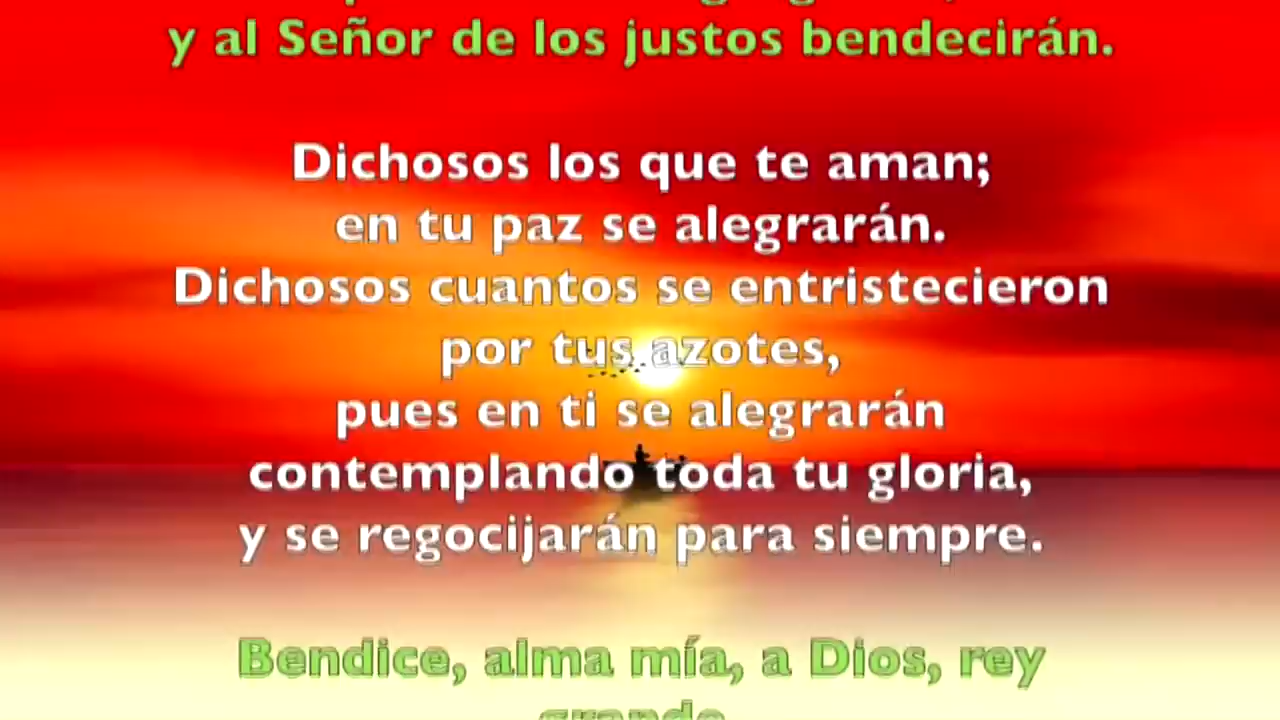 y al Señor de los justos bendecirán.
Dichosos los que te aman;
en tu paz se alegrarán.
Dichosos cuantos se entristecieron
por tus azotes,
pues en ti se alegrarán
contemplando toda tu gloria,
y se regocijarán para siempre.
Bendice, alma mía, a Dios, rey
grande